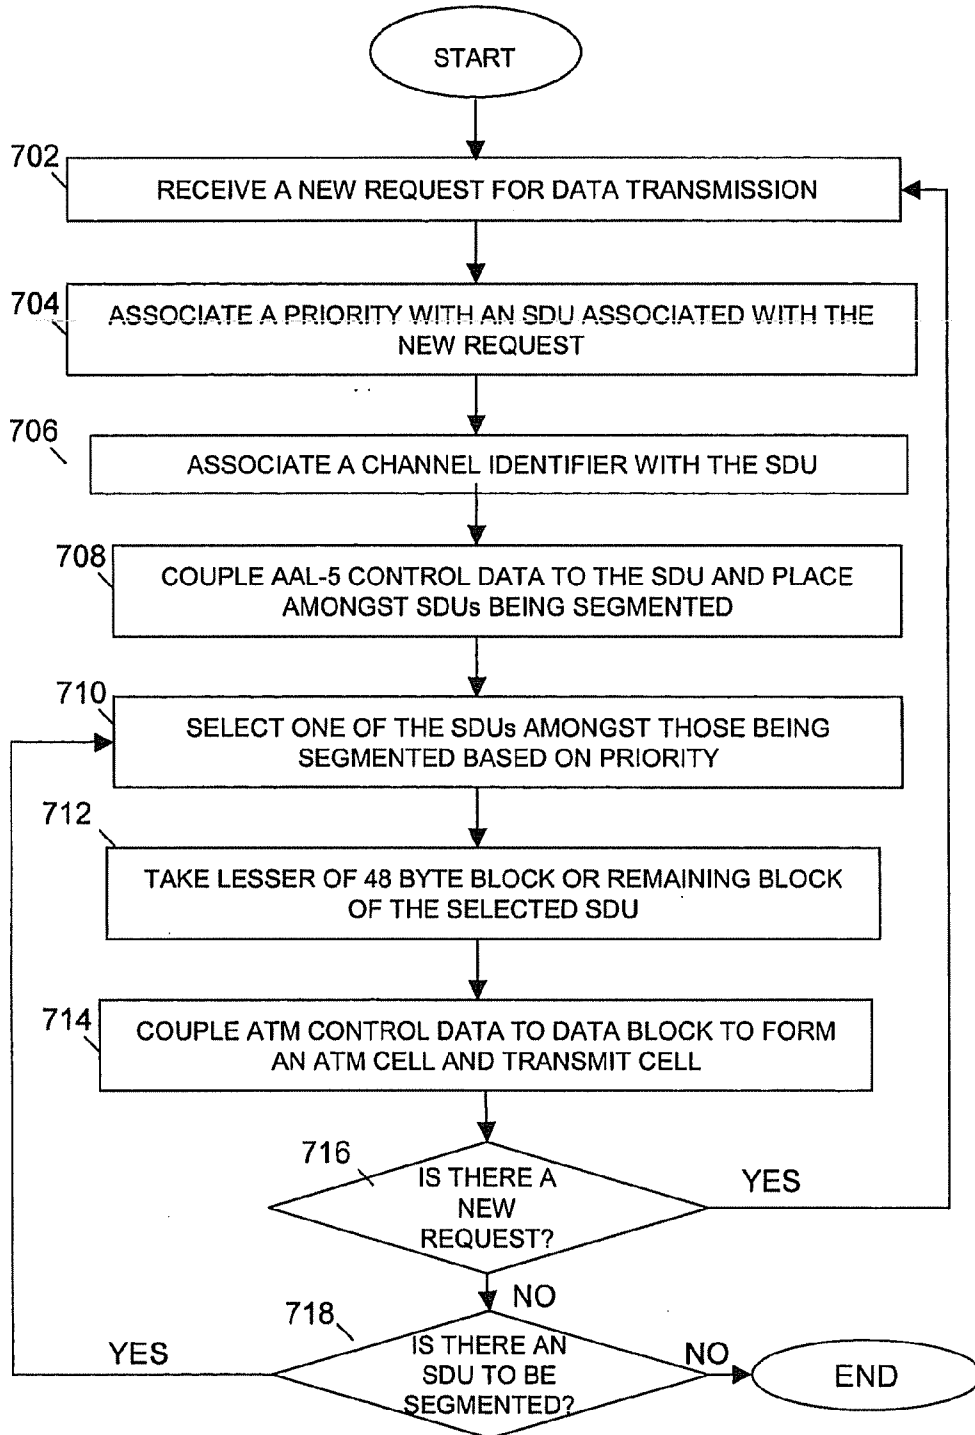 START
702
RECEIVE A NEW REQUEST FOR DATA TRANSMISSION
704
ASSOCIATE A PRIORITY WITH AN SDU ASSOCIATED WITH THE
NEW REQUEST
706
ASSOCIATE A CHANNEL IDENTIFIER WITH THE SDU
708
COUPLE AAL-5 CONTROL DATA TO THE SDU AND PLACE
AMONGST SDUs BEING SEGMENTED
710
SELECT ONE OF THE SDUs AMONGST THOSE BEING
SEGMENTED BASED ON PRIORITY
712
TAKE LESSER OF 48 BYTE BLOCK OR REMAINING BLOCK
OF THE SELECTED SDU
714
COUPLE ATM CONTROL DATA TO DATA BLOCK TO FORM
AN ATM CELL AND TRANSMIT CELL
716
IS THERE A
NEW
REQUEST?
YES
NO
718
IS THERE AN
SDU TO BE
SEGMENTED?
YES
NO
END